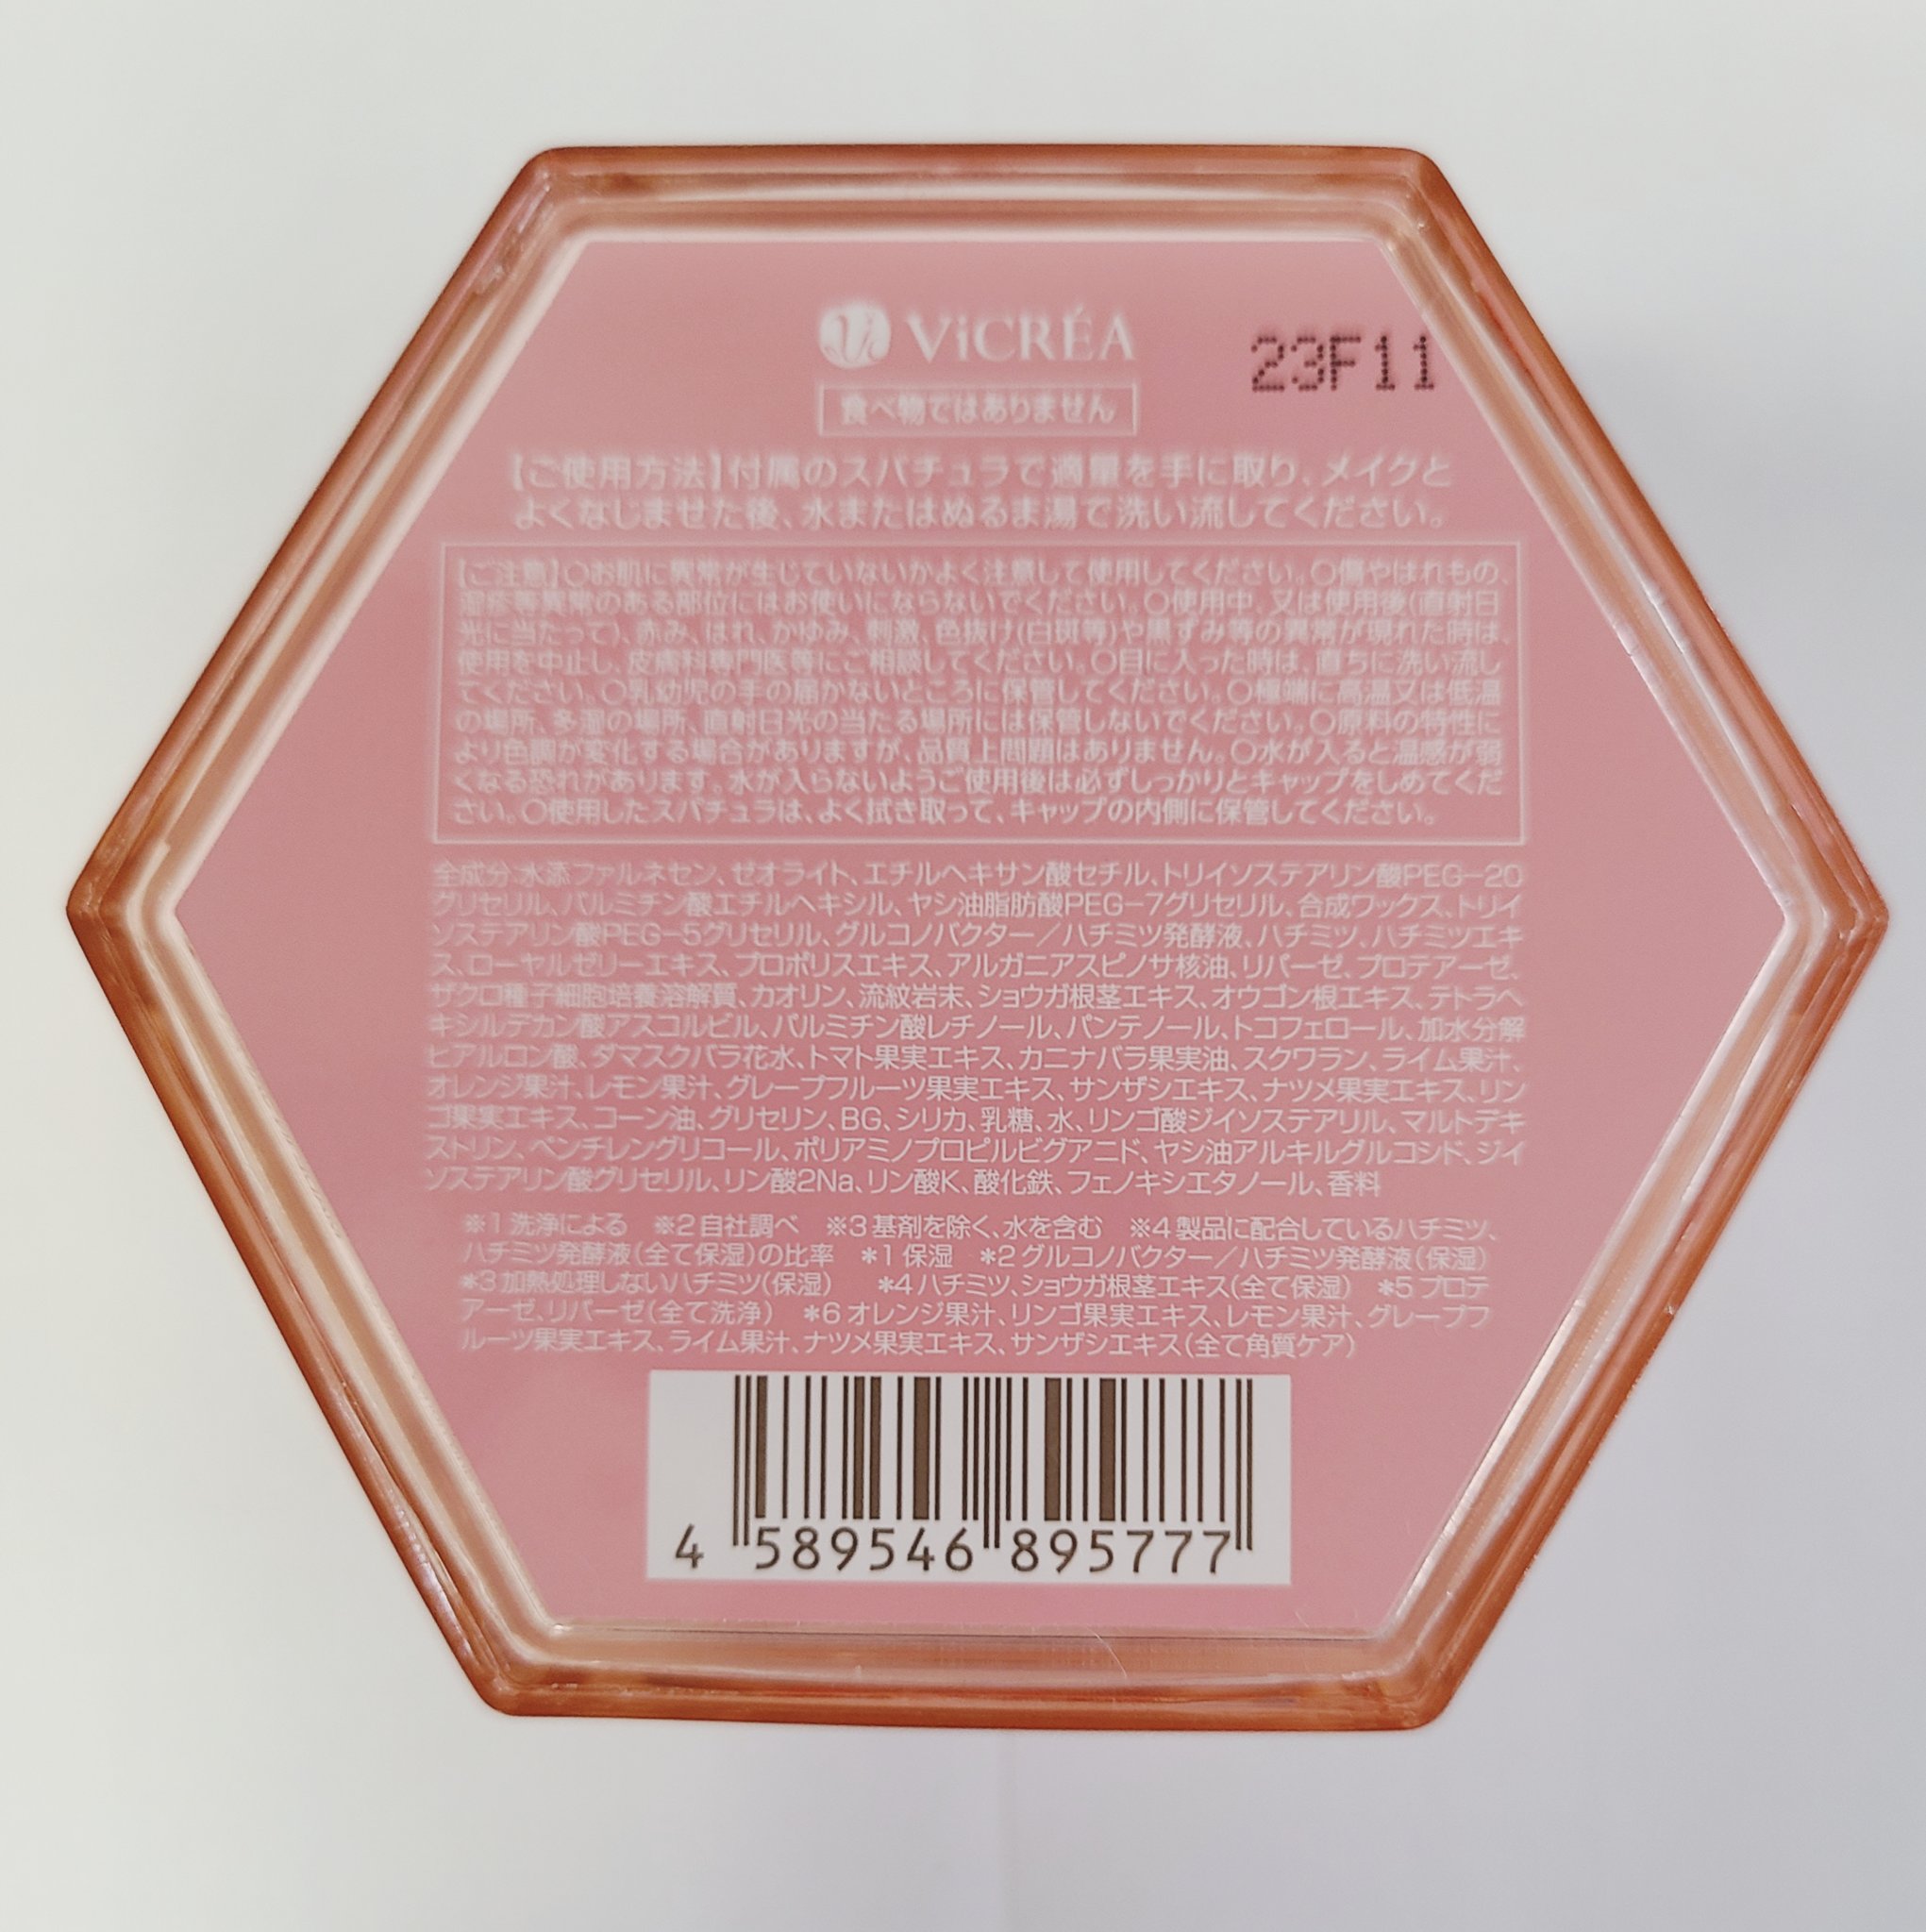 ViCRÉA
23F11
食べ物ではありません
【ご使用方法】付属のスパチュラで適量を手に取り、メイクと
よくなじませた後、水またはぬるま湯で洗い流してください。
【ご注意】○お肌に異常が生じていないかよく注意して使用してください。○傷やはれもの、
湿疹等異常のある部位にはお使いにならないでください。○使用中、又は使用後(直射日
光に当たって)、赤み、はれ、かゆみ、刺激、色抜け(白斑等)や黒ずみ等の異常が現れた時は、
使用を中止し、皮膚科専門医等にご相談してください。○目に入った時は、直ちに洗い流し
てください。○乳幼児の手の届かないところに保管してください。○極端に高温又は低温
の場所、多湿の場所、直射日光の当たる場所には保管しないでください。○原料の特性に
より色調が変化する場合がありますが、品質上問題はありません。○水が入ると温感が弱
くなる恐れがあります。水が入らないようご使用後は必ずしっかりとキャップをしめてくだ
さい。○使用したスパチュラは、よく拭き取って、キャップの内側に保管してください。
全成分:水添ファルネセン、ゼオライト、エチルヘキサン酸セチル、トリイソステアリン酸PEG-20
グリセリル、パルミチン酸エチルヘキシル、ヤシ油脂肪酸PEG-7グリセリル、合成ワックス、トリイ
ソステアリン酸PEG-5グリセリル、グルコノバクター/ハチミツ発酵液、ハチミツ、ハチミツエキ
ス、ローヤルゼリーエキス、プロポリスエキス、アルガニアスピノサ核油、リパーゼ、プロテアーゼ、
ザクロ種子細胞培養溶解質、カオリン、流紋岩末、ショウガ根茎エキス、オウゴン根エキス、テトラヘ
キシルデカン酸アスコルビル、パルミチン酸レチノール、パンテノール、トコフェロール、加水分解
ヒアルロン酸、ダマスクバラ花水、トマト果実エキス、カニナバラ果実油、スクワラン、ライム果汁、
オレンジ果汁、レモン果汁、グレープフルーツ果実エキス、サンザシエキス、ナツメ果実エキス、リン
ゴ果実エキス、コーン油、グリセリン、BG、シリカ、乳糖、水、リンゴ酸ジイソステアリル、マルトデキ
ストリン、ペンチレングリコール、ポリアミノプロピルビグアニド、ヤシ油アルキルグルコシド、ジイ
ソステアリン酸グリセリル、リン酸2Na、リン酸K、酸化鉄、フェノキシエタノール、香料
※1 洗浄による ※2 自社調べ ※3 基剤を除く、水を含む ※4 製品に配合しているハチミツ、
ハチミツ発酵液(全て保湿)の比率 *1 保湿 *2 グルコノバクター/ハチミツ発酵液(保湿)
*3 加熱処理しないハチミツ(保湿) *4 ハチミツ、ショウガ根茎エキス(全て保湿) *5 プロテ
アーゼ、リパーゼ(全て洗浄) *6 オレンジ果汁、リンゴ果実エキス、レモン果汁、グレープフ
ルーツ果実エキス、ライム果汁、ナツメ果実エキス、サンザシエキス(全て角質ケア)
4 589546 895777